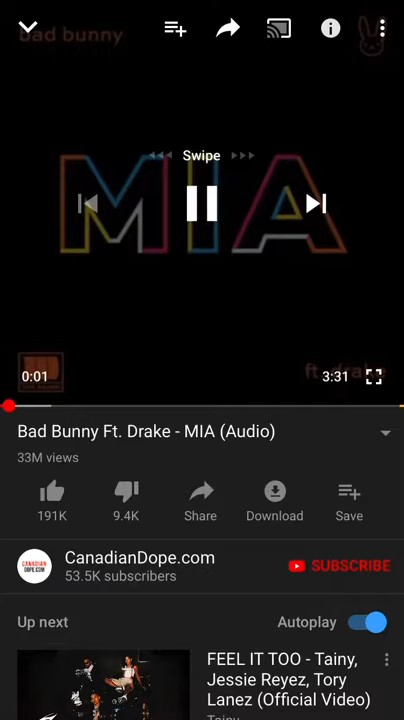 bad bunny
Swipe
MIA
0:01
3:31
ft. drake
Bad Bunny Ft. Drake - MIA (Audio)
33M views
191K
9.4K
Share
Download
Save
CANADIAN
DOPE.COM
CanadianDope.com
53.5K subscribers
SUBSCRIBE
Up next
Autoplay
FEEL IT TOO - Tainy,
Jessie Reyez, Tory
Lanez (Official Video)
Tainy